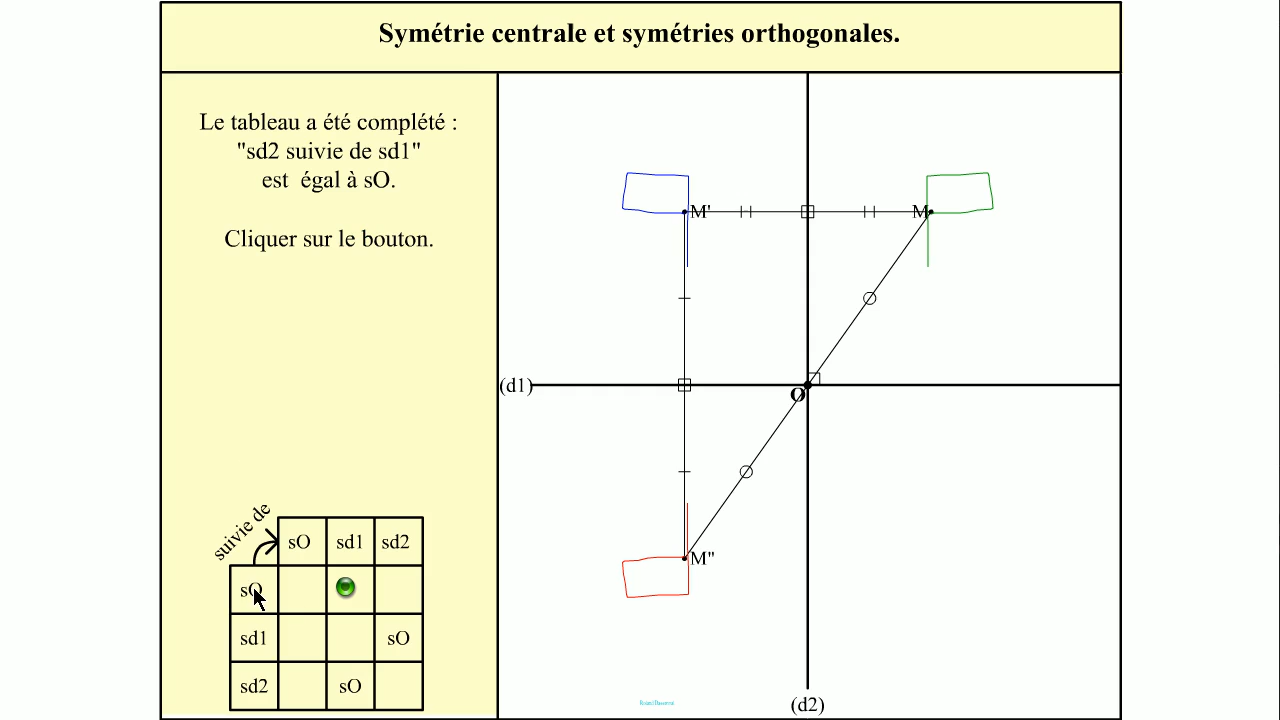 Symétrie centrale et symétries orthogonales.
Le tableau a été complété :
"sd2 suivie de sd1"
est égal à sO.
Cliquer sur le bouton.
M'
M
(d1)
O
M"
(d2)
suivie de
sO sd1 sd2
sO
sd1 sO
sd2 sO